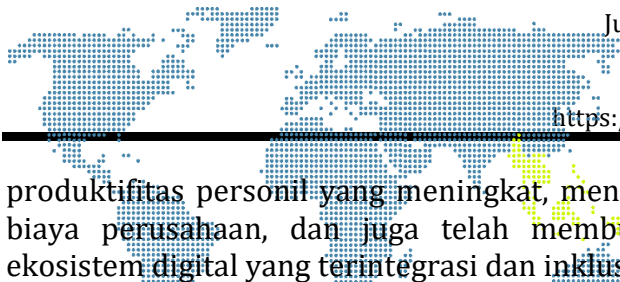 Ju
https:
produktifitas personil yang meningkat, men
biaya perusahaan, dan juga telah memb
ekosistem digital yang terintegrasi dan inklus